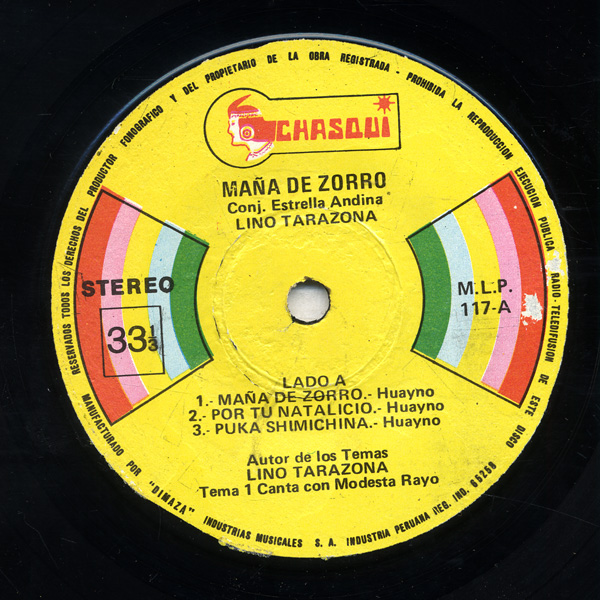 RESERVADOS TODOS LOS DERECHOS DEL PRODUCTOR FONOGRAFICO Y DEL PROPIETARIO DE LA OBRA REGISTRADA - PROHIBIDA LA REPRODUCCION EJECUCION PUBLICA RADIO-TELEDIFUSION DE ESTE DISCO
CHASQUI
MAÑA DE ZORRO
Conj. Estrella Andina
LINO TARAZONA
STEREO
33 1/3
M.L.P.
117-A
LADO A
1.- MAÑA DE ZORRO.- Huayno
2.- POR TU NATALICIO.- Huayno
3.- PUKA SHIMICHINA.- Huayno
Autor de los Temas
LINO TARAZONA
Tema 1 Canta con Modesta Rayo
MANUFACTURADO POR "DIMAZA" INDUSTRIAS MUSICALES S. A. INDUSTRIA PERUANA REG. IND. 65258